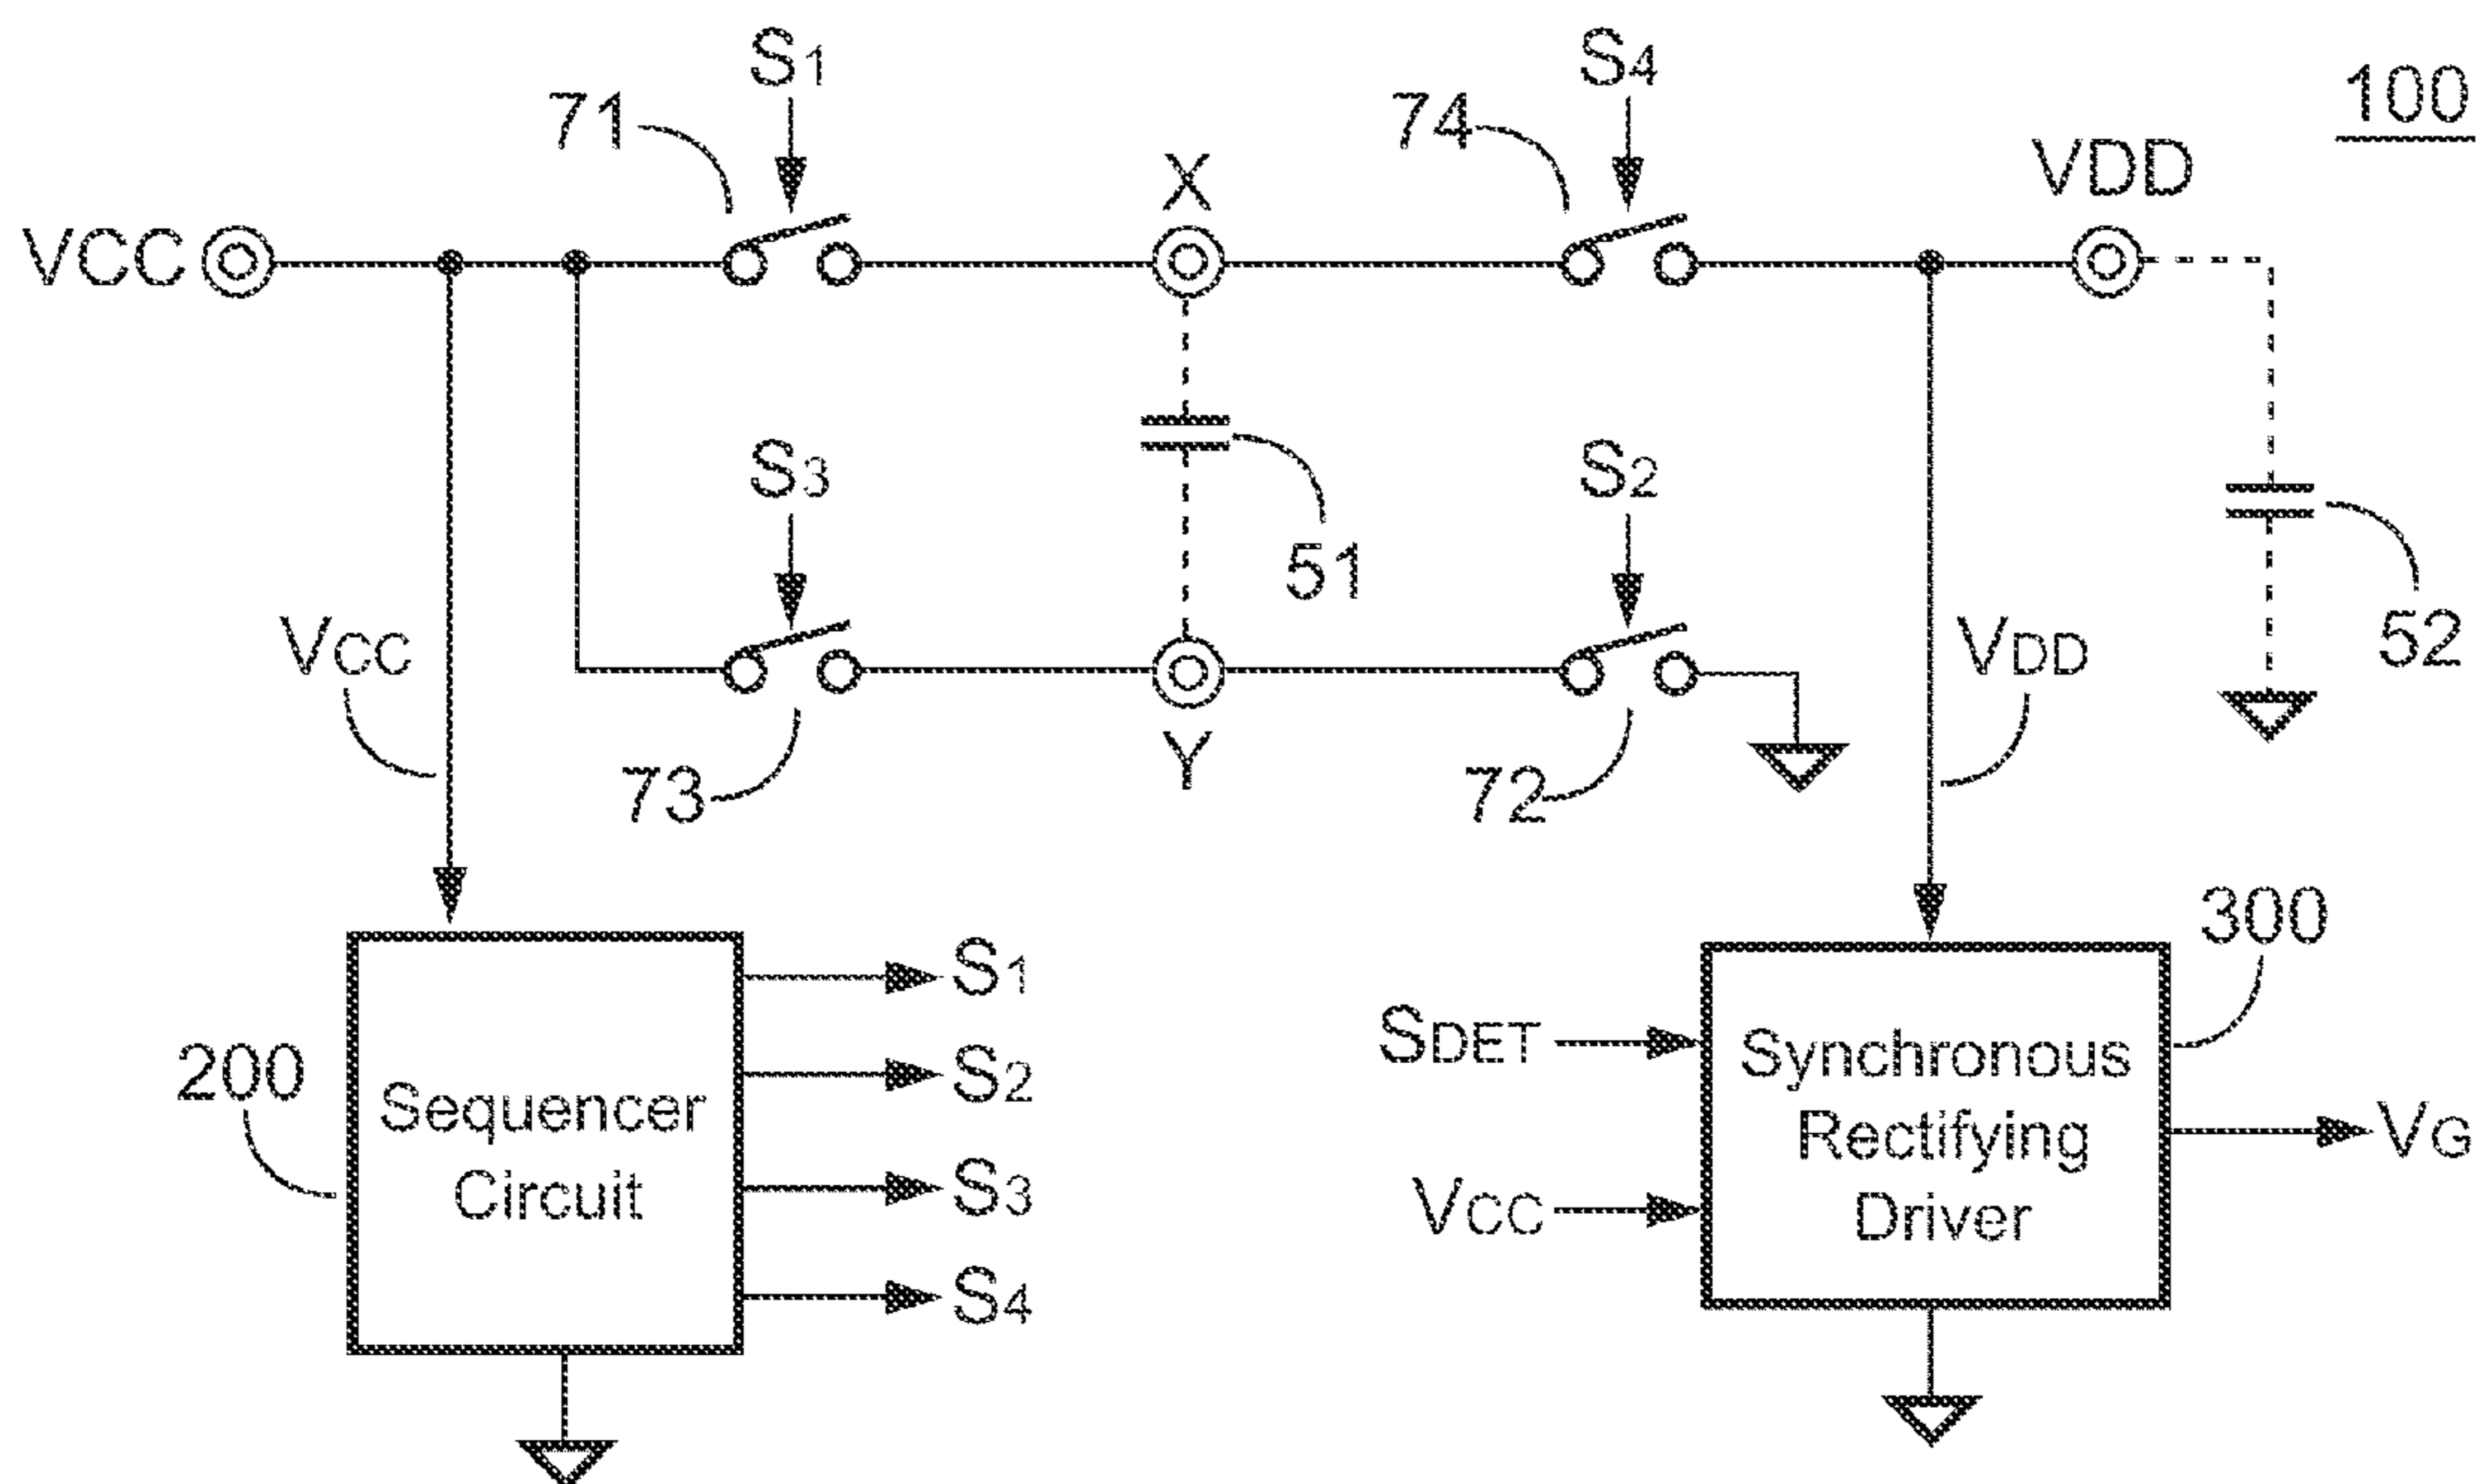 S1
S4
100
71
74
X
VDD
VCC
S3
S2
51
VCC
VDD
52
73
Y
72
300
S1
SDET
Synchronous
Rectifying
Driver
200
Sequencer
Circuit
S2
VG
S3
VCC
S4